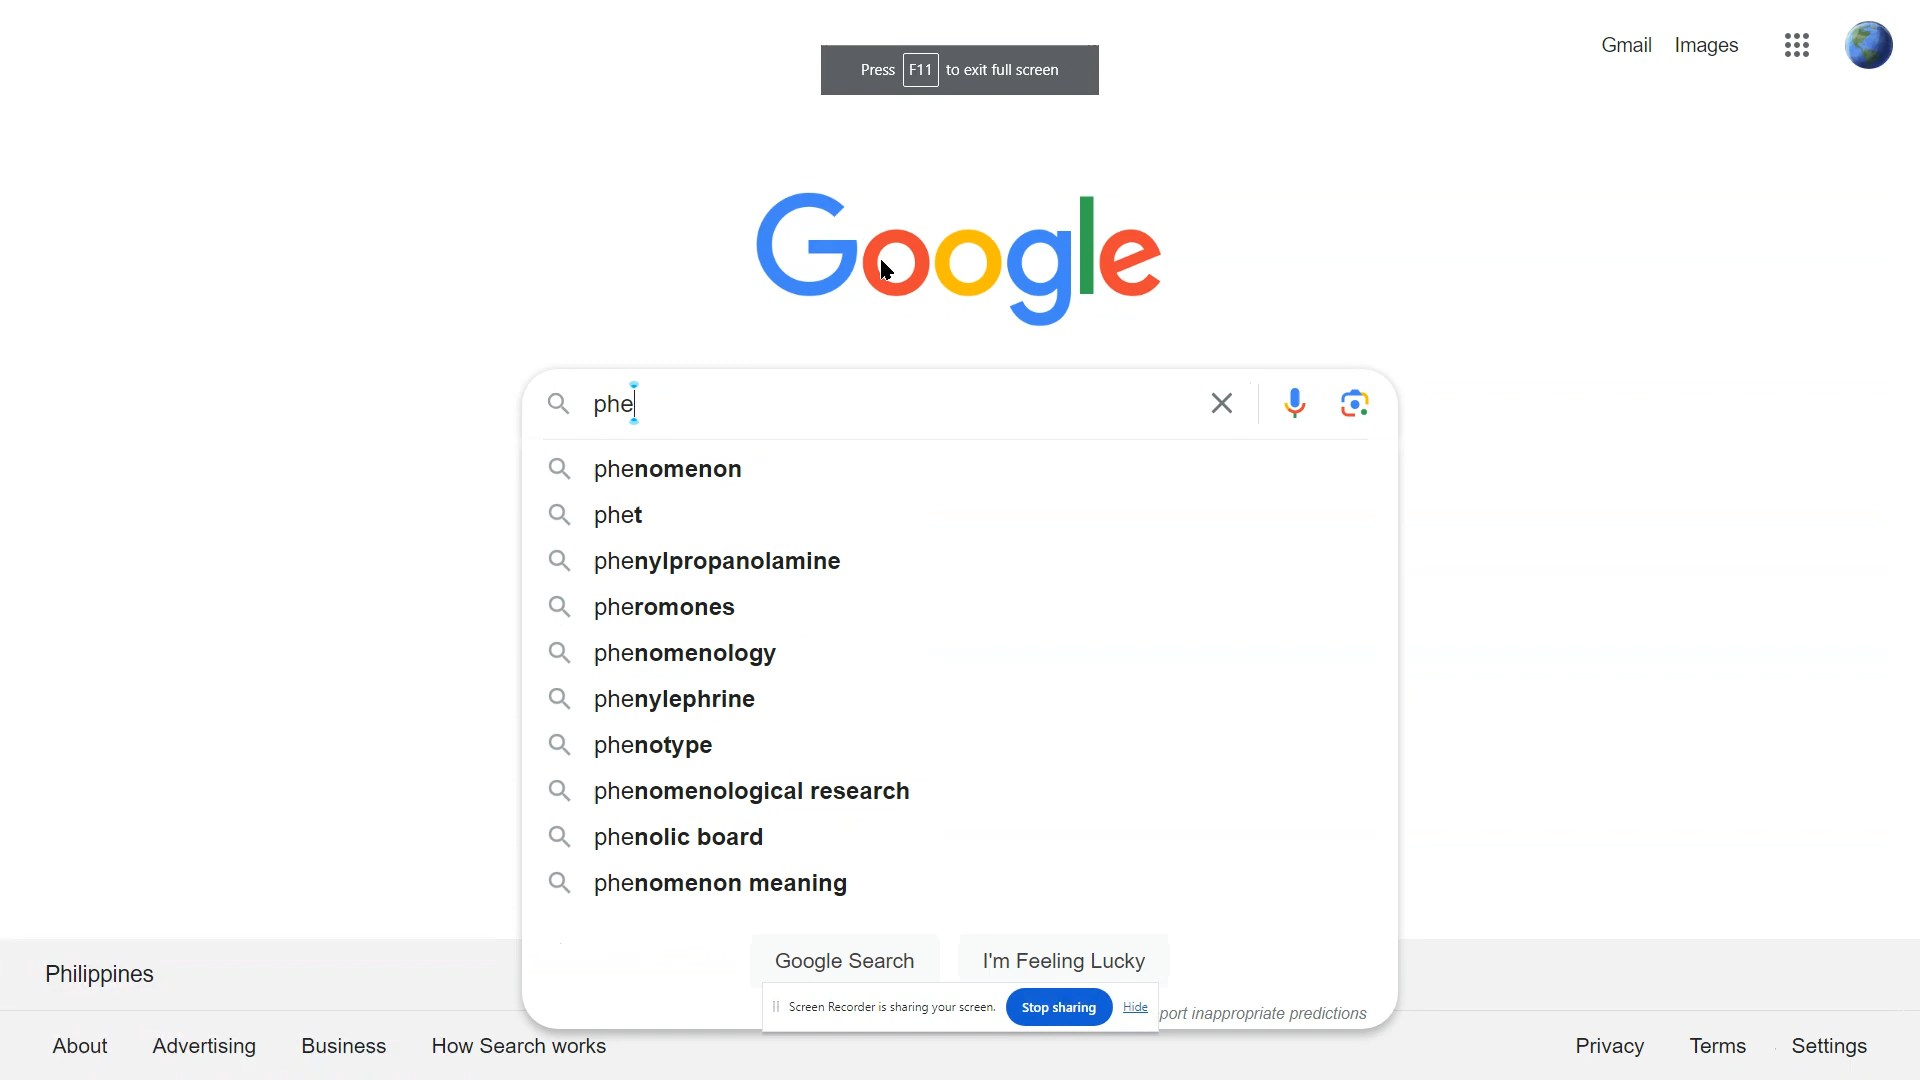 Gmail Images
Press F11 to exit full screen
Google
phe
phenomenon
phet
phenylpropanolamine
pheromones
phenomenology
phenylephrine
phenotype
phenomenological research
phenolic board
phenomenon meaning
Google Search I'm Feeling Lucky
Philippines
Screen Recorder is sharing your screen. Stop sharing Hide
port inappropriate predictions
About Advertising Business How Search works Privacy Terms Settings